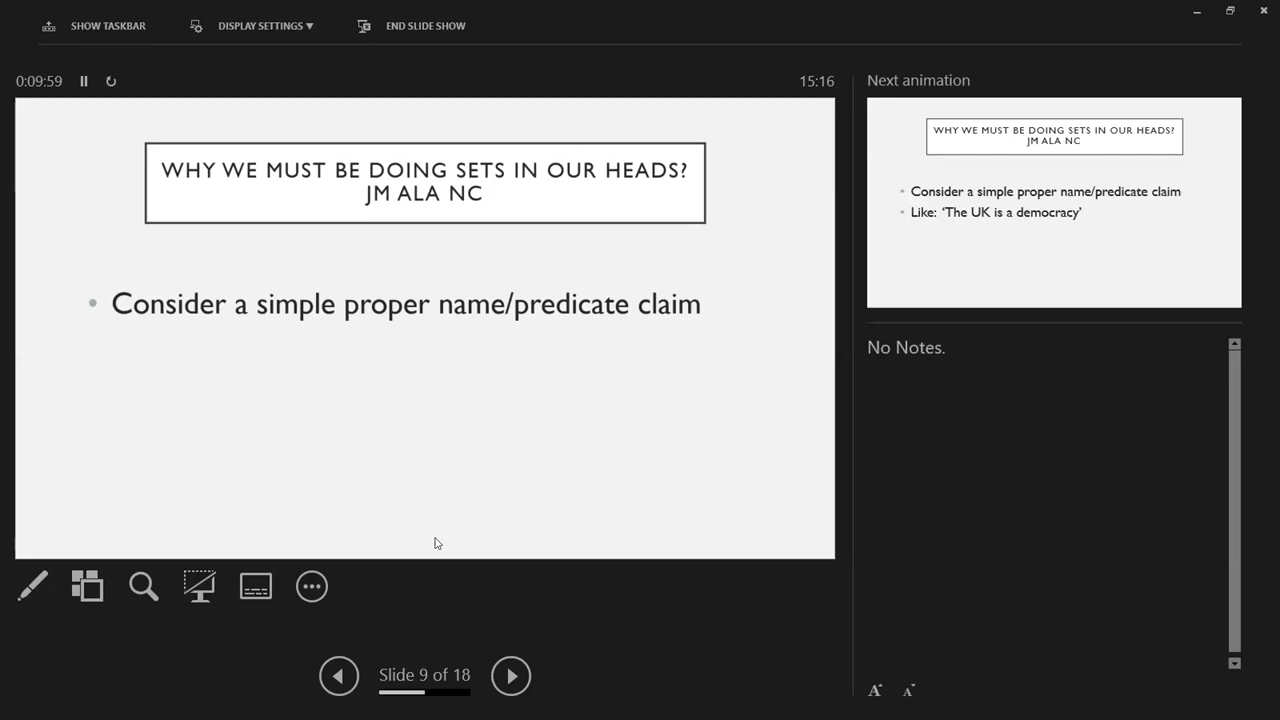 SHOW TASKBAR
DISPLAY SETTINGS ▼
END SLIDE SHOW
0:09:59
15:16
WHY WE MUST BE DOING SETS IN OUR HEADS?
JM ALA NC
• Consider a simple proper name/predicate claim
Slide 9 of 18
Next animation
WHY WE MUST BE DOING SETS IN OUR HEADS?
JM ALA NC
• Consider a simple proper name/predicate claim
• Like: ‘The UK is a democracy’
No Notes.
A A